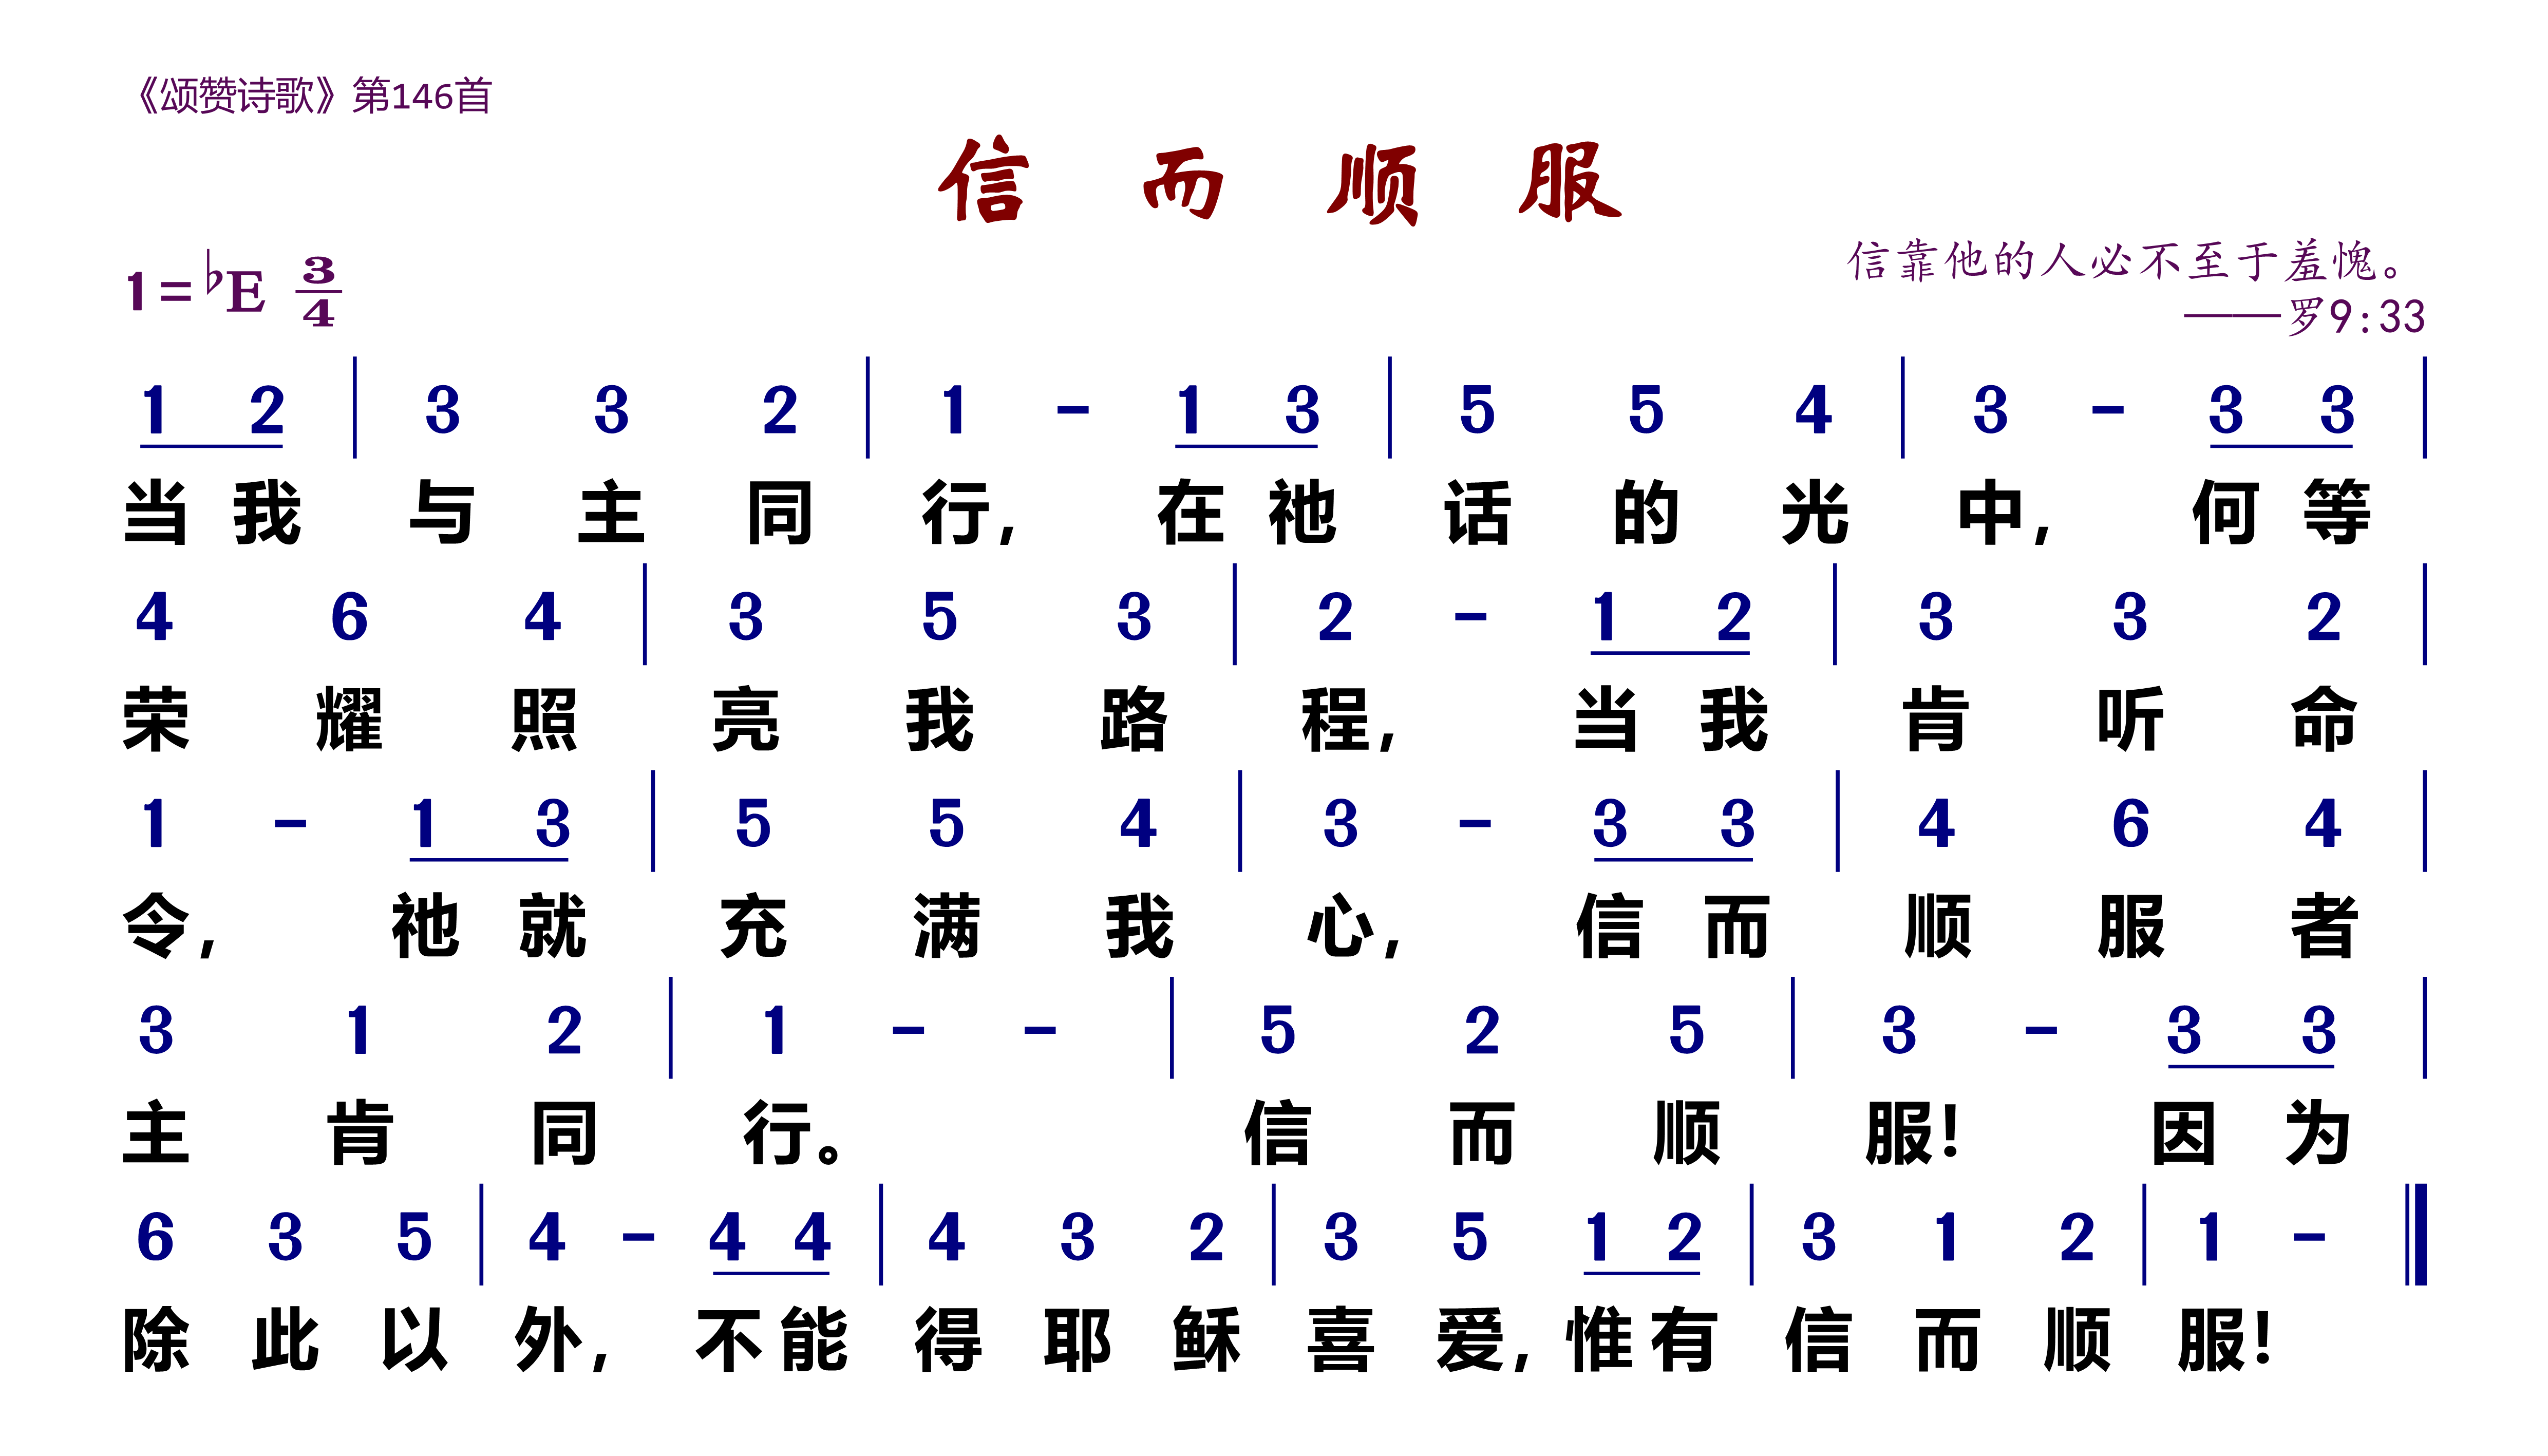 《颂赞诗歌》第146首
信 而 顺 服
1=♭E 3/4
信靠他的人必不至于羞愧。
——罗9:33
1 2 | 3 3 2 | 1 - 1 3 | 5 5 4 | 3 - 3 3 |
当我与主同行，在祂话的光中，何等
4 6 4 | 3 5 3 | 2 - 1 2 | 3 3 2 |
荣耀照亮我路程，当我肯听命
1 - 1 3 | 5 5 4 | 3 - 3 3 | 4 6 4 |
令，祂就充满我心，信而顺服者
3 1 2 | 1 - - | 5 2 5 | 3 - 3 3 |
主肯同行。信而顺服！因为
6 3 5 | 4 - 4 4 | 4 3 2 | 3 5 1 2 | 3 1 2 | 1 - ‖
除此以外，不能得耶稣喜爱，惟有信而顺服！